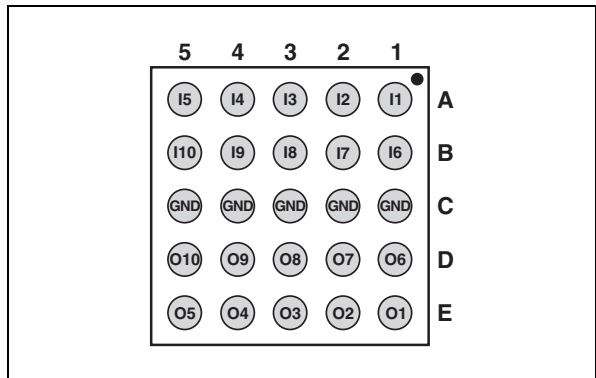 5 4 3 2 1
I5 I4 I3 I2 I1 A
I10 I9 I8 I7 I6 B
GND GND GND GND GND C
O10 O9 O8 O7 O6 D
O5 O4 O3 O2 O1 E